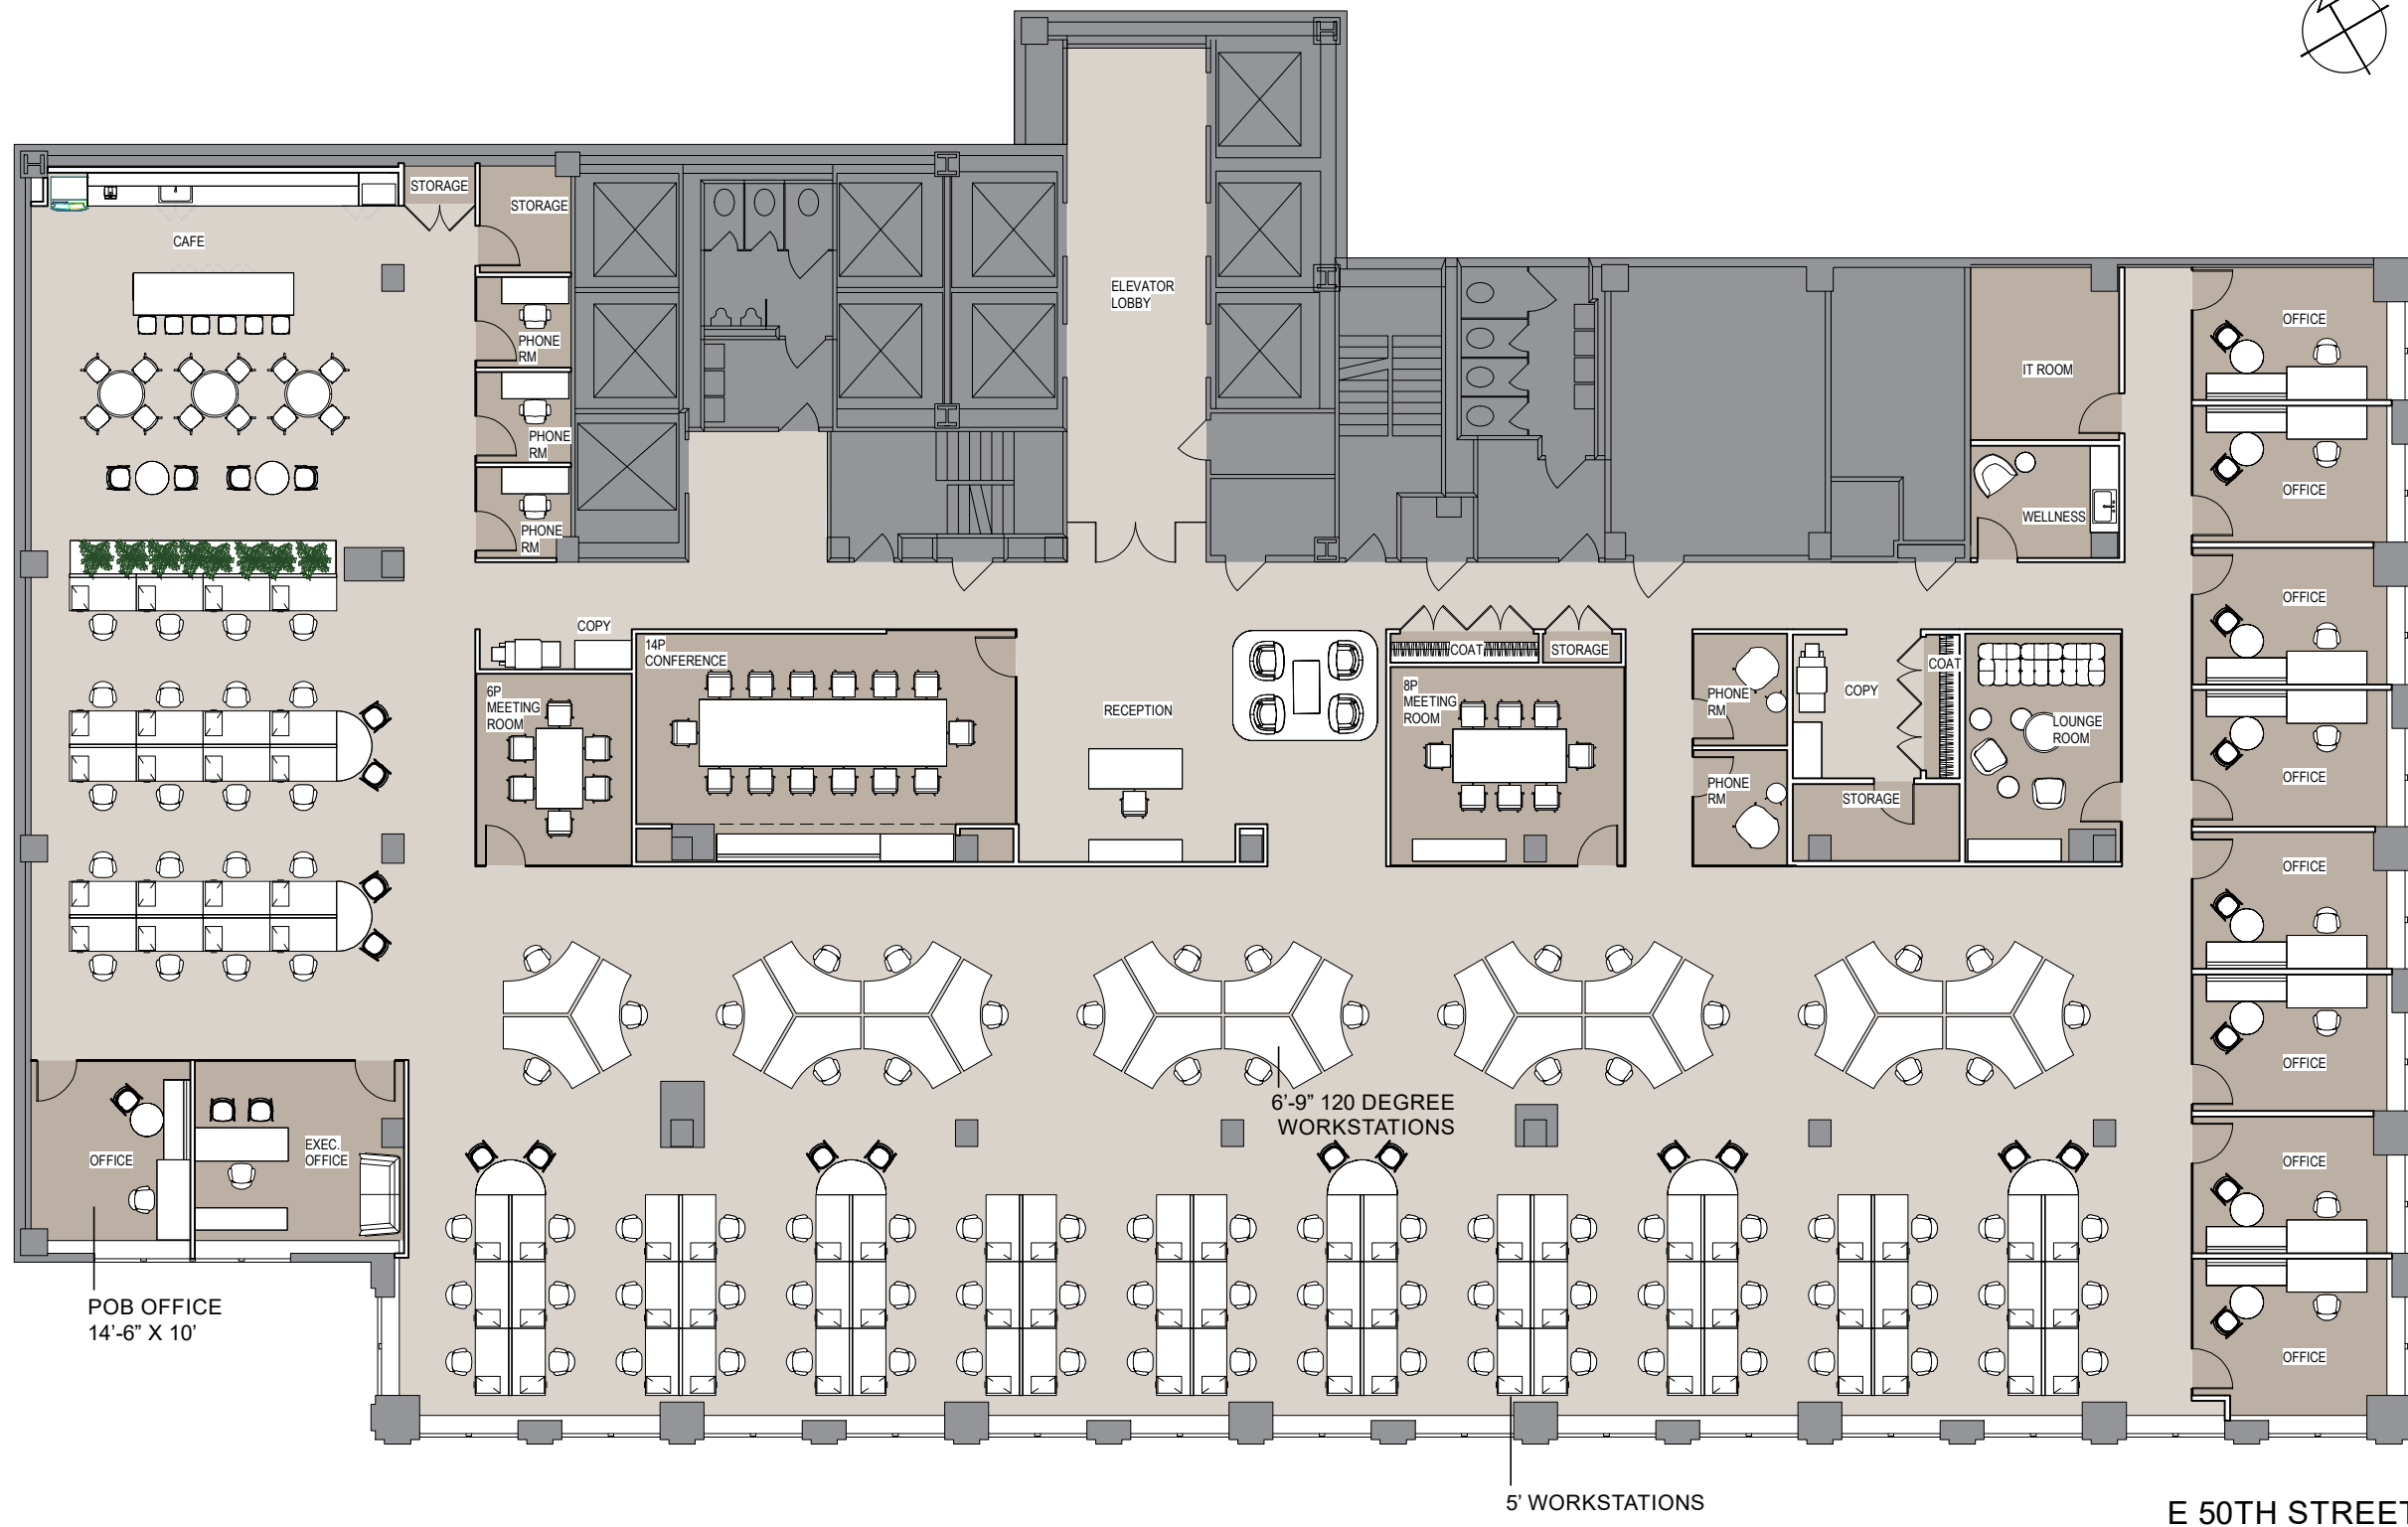 STORAGE
STORAGE
CAFE
ELEVATOR
LOBBY
OFFICE
PHONE
RM
IT ROOM
PHONE
RM
OFFICE
WELLNESS
PHONE
RM
OFFICE
COPY
14P
CONFERENCE
COAT
STORAGE
6P
MEETING
ROOM
RECEPTION
8P
MEETING
ROOM
PHONE
RM
COPY
COAT
LOUNGE
ROOM
PHONE
RM
STORAGE
OFFICE
OFFICE
OFFICE
6'-9" 120 DEGREE
WORKSTATIONS
OFFICE
EXEC.
OFFICE
OFFICE
OFFICE
POB OFFICE
14'-6" X 10'
5' WORKSTATIONS
E 50TH STREET